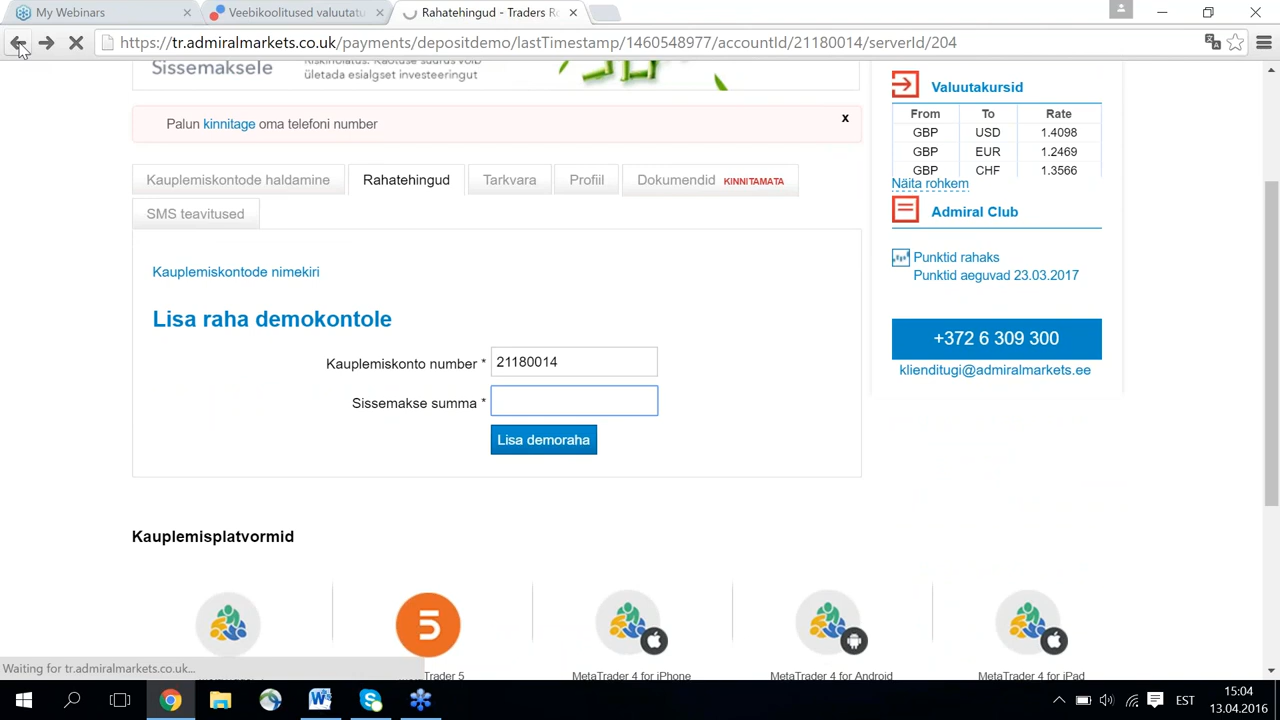 My Webinars
Veebikoolitused valuutatu
Rahatehingud - Traders Ro
https://tr.admiralmarkets.co.uk/payments/depositdemo/lastTimestamp/1460548977/accountId/21180014/serverId/204
Sissemaksele
ületada esialgset investeeringut
Palun kinnitage oma telefoni number
x
Kauplemiskontode haldamine
Rahatehingud
Tarkvara
Profiil
Dokumendid KINNITAMATA
SMS teavitused
Kauplemiskontode nimekiri
Lisa raha demokontole
Kauplemiskonto number * 21180014
Sissemakse summa *
Lisa demoraha
Valuutakursid
From To Rate
GBP USD 1.4098
GBP EUR 1.2469
GBP CHF 1.3566
Näita rohkem
Admiral Club
Punktid rahaks
Punktid aeguvad 23.03.2017
+372 6 309 300
klienditugi@admiralmarkets.ee
Kauplemisplatvormid
5
Trader 5
MetaTrader 4 for iPhone
MetaTrader 4 for Android
MetaTrader 4 for iPad
Waiting for tr.admiralmarkets.co.uk...
EST
15:04
13.04.2016